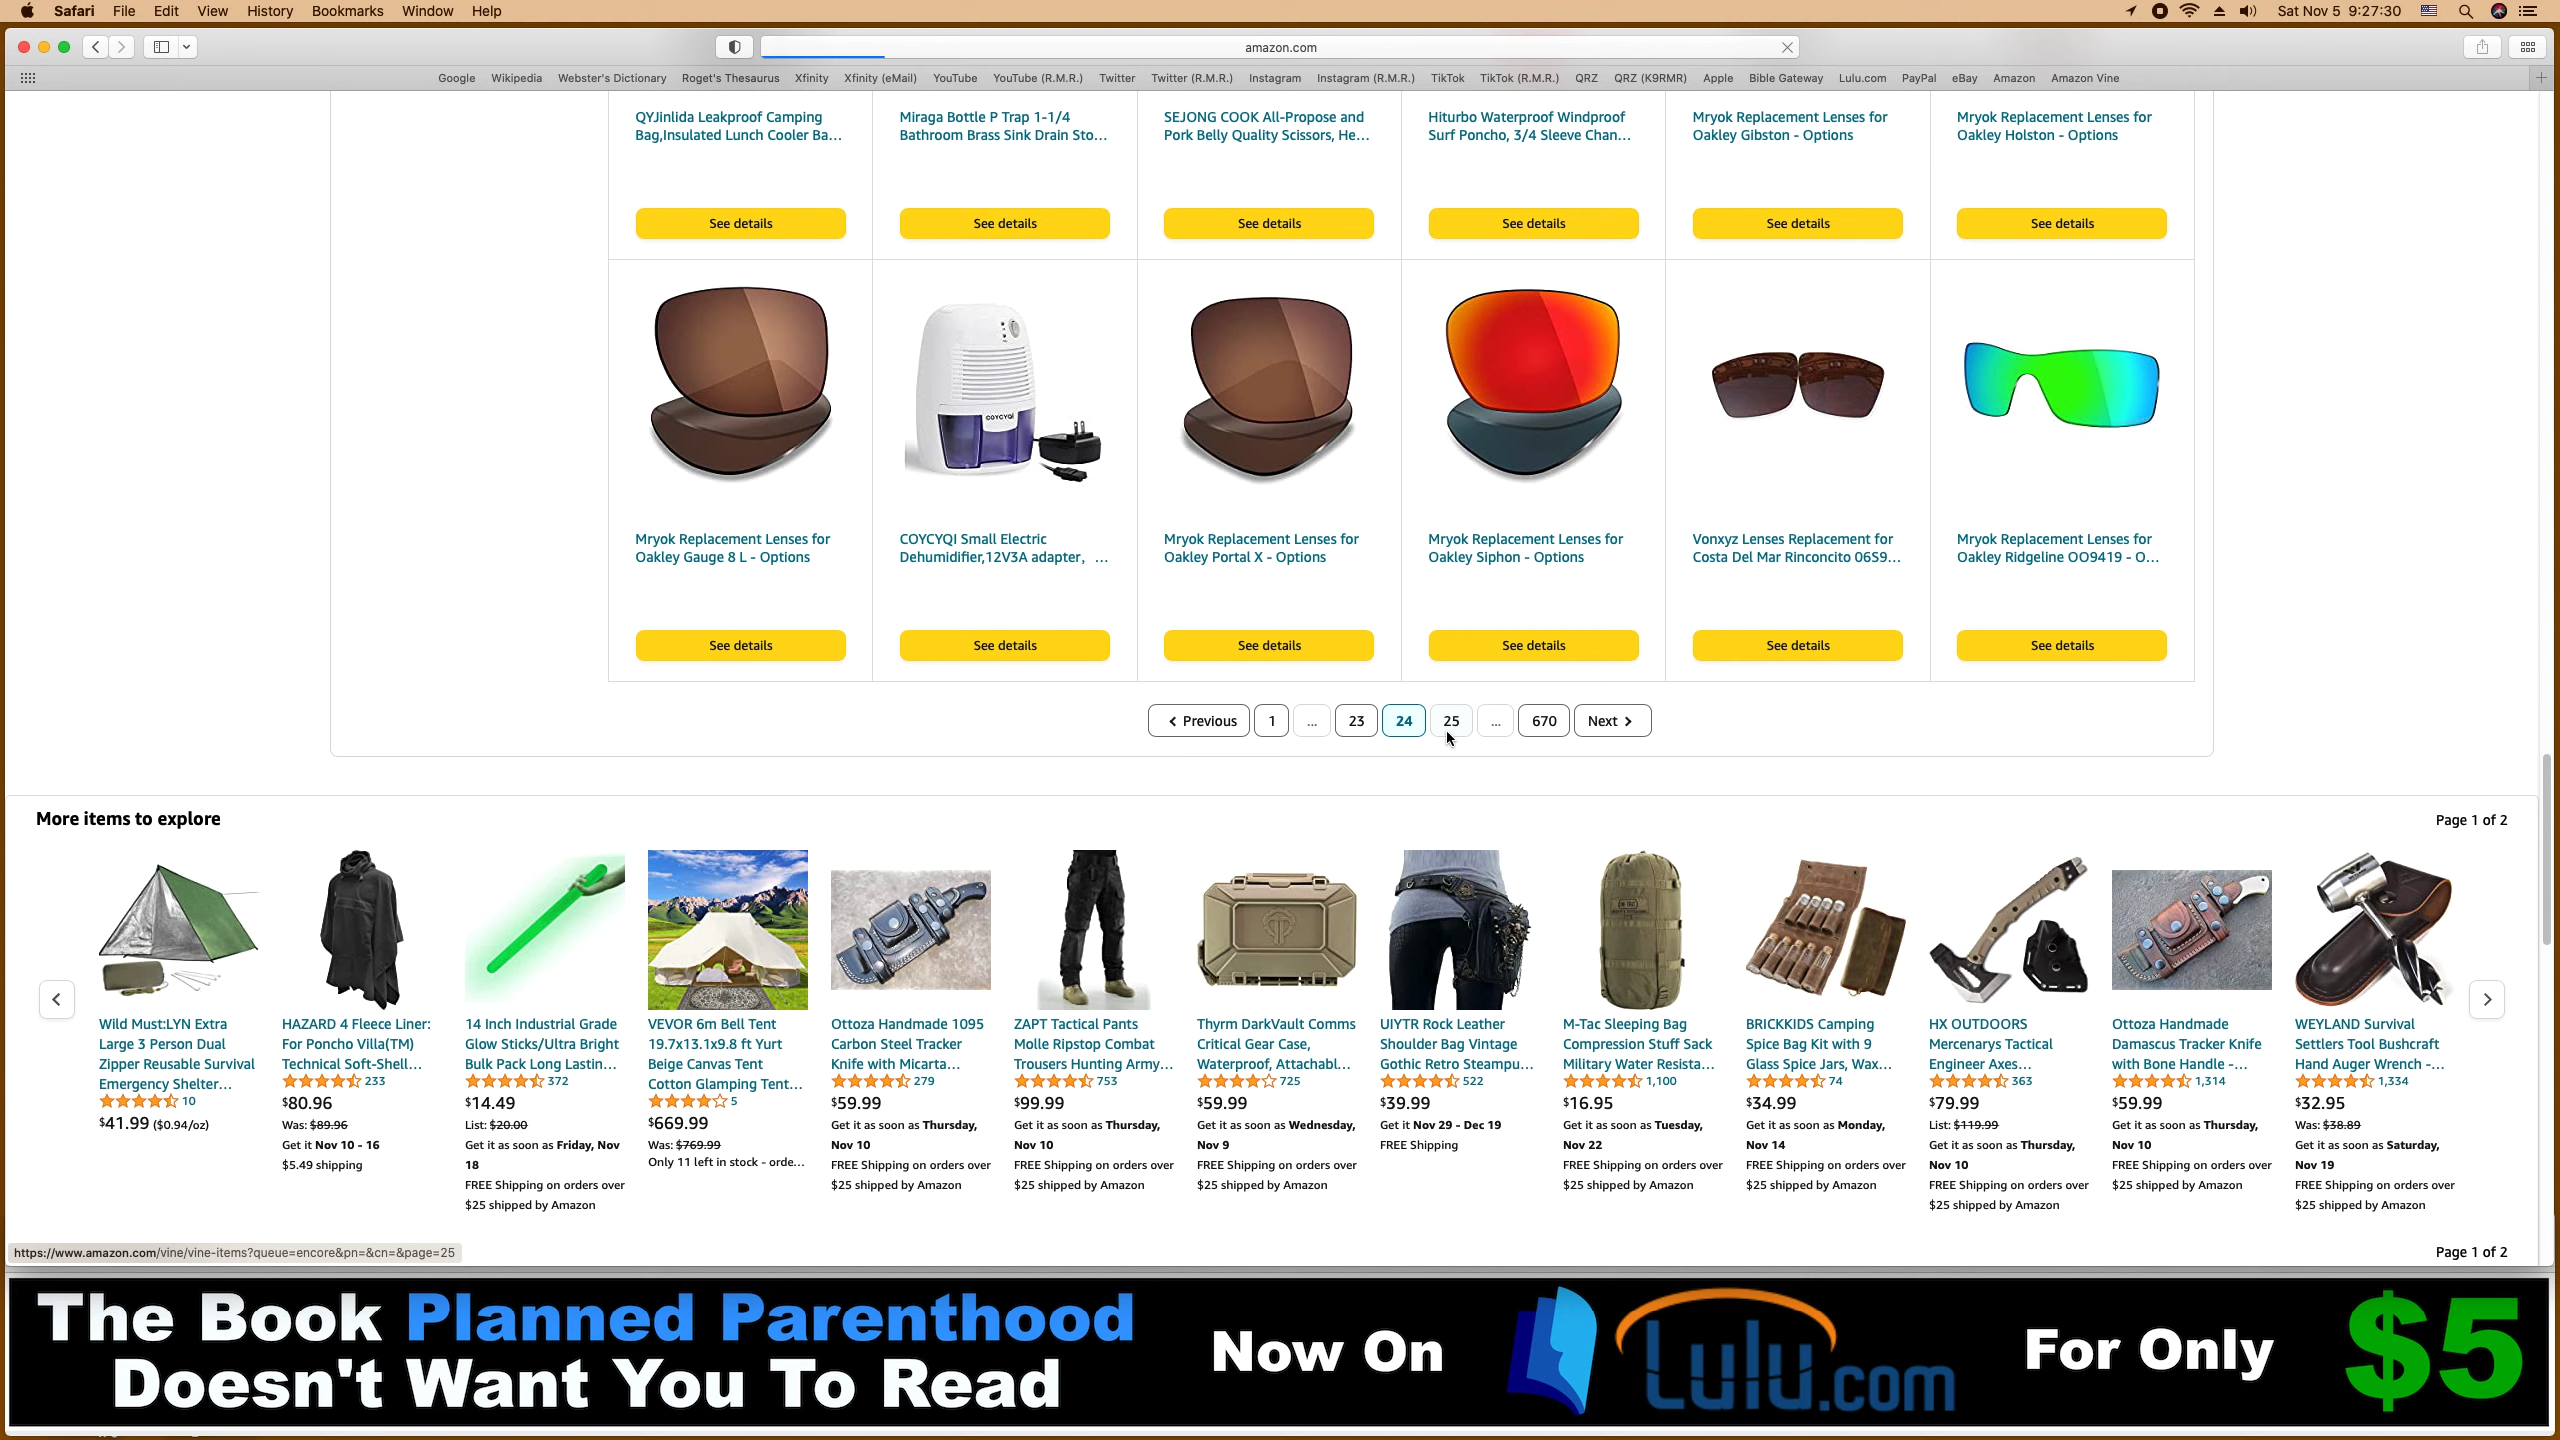 Safari File Edit View History Bookmarks Window Help
Sat Nov 5 9:27:30
amazon.com
Google Wikipedia Webster's Dictionary Roget's Thesaurus Xfinity Xfinity (eMail) YouTube YouTube (R.M.R.) Twitter Twitter (R.M.R.) Instagram Instagram (R.M.R.) TikTok TikTok (R.M.R.) QRZ QRZ (K9RMR) Apple Bible Gateway Lulu.com PayPal eBay Amazon Amazon Vine
QYJinlida Leakproof Camping
Bag,Insulated Lunch Cooler Ba...
Miraga Bottle P Trap 1-1/4
Bathroom Brass Sink Drain Sto...
SEJONG COOK All-Propose and
Pork Belly Quality Scissors, He...
Hiturbo Waterproof Windproof
Surf Poncho, 3/4 Sleeve Chan...
Mryok Replacement Lenses for
Oakley Gibston - Options
Mryok Replacement Lenses for
Oakley Holston - Options
See details See details See details See details See details See details
COYCYQI
Mryok Replacement Lenses for
Oakley Gauge 8 L - Options
COYCYQI Small Electric
Dehumidifier,12V3A adapter， ...
Mryok Replacement Lenses for
Oakley Portal X - Options
Mryok Replacement Lenses for
Oakley Siphon - Options
Vonxyz Lenses Replacement for
Costa Del Mar Rinconcito 06S9...
Mryok Replacement Lenses for
Oakley Ridgeline OO9419 - O...
See details See details See details See details See details See details
Previous 1 ... 23 24 25 ... 670 Next
More items to explore
Page 1 of 2
Wild Must:LYN Extra
Large 3 Person Dual
Zipper Reusable Survival
Emergency Shelter...
10
$41.99 ($0.94/oz)
HAZARD 4 Fleece Liner:
For Poncho Villa(TM)
Technical Soft-Shell...
233
$80.96
Was: $89.96
Get it Nov 10 - 16
$5.49 shipping
14 Inch Industrial Grade
Glow Sticks/Ultra Bright
Bulk Pack Long Lastin...
372
$14.49
List: $20.00
Get it as soon as Friday, Nov
18
FREE Shipping on orders over
$25 shipped by Amazon
VEVOR 6m Bell Tent
19.7x13.1x9.8 ft Yurt
Beige Canvas Tent
Cotton Glamping Tent...
5
$669.99
Was: $769.99
Only 11 left in stock - orde...
Ottoza Handmade 1095
Carbon Steel Tracker
Knife with Micarta...
279
$59.99
Get it as soon as Thursday,
Nov 10
FREE Shipping on orders over
$25 shipped by Amazon
ZAPT Tactical Pants
Molle Ripstop Combat
Trousers Hunting Army...
753
$99.99
Get it as soon as Thursday,
Nov 10
FREE Shipping on orders over
$25 shipped by Amazon
Thyrm DarkVault Comms
Critical Gear Case,
Waterproof, Attachabl...
725
$59.99
Get it as soon as Wednesday,
Nov 9
FREE Shipping on orders over
$25 shipped by Amazon
UIYTR Rock Leather
Shoulder Bag Vintage
Gothic Retro Steampu...
522
$39.99
Get it Nov 29 - Dec 19
FREE Shipping
M-Tac Sleeping Bag
Compression Stuff Sack
Military Water Resista...
1,100
$16.95
Get it as soon as Tuesday,
Nov 22
FREE Shipping on orders over
$25 shipped by Amazon
BRICKKIDS Camping
Spice Bag Kit with 9
Glass Spice Jars, Wax...
74
$34.99
Get it as soon as Monday,
Nov 14
FREE Shipping on orders over
$25 shipped by Amazon
HX OUTDOORS
Mercenarys Tactical
Engineer Axes...
363
$79.99
List: $119.99
Get it as soon as Thursday,
Nov 10
FREE Shipping on orders over
$25 shipped by Amazon
Ottoza Handmade
Damascus Tracker Knife
with Bone Handle -...
1,314
$59.99
Get it as soon as Thursday,
Nov 10
FREE Shipping on orders over
$25 shipped by Amazon
WEYLAND Survival
Settlers Tool Bushcraft
Hand Auger Wrench -...
1,334
$32.95
Was: $38.89
Get it as soon as Saturday,
Nov 19
FREE Shipping on orders over
$25 shipped by Amazon
https://www.amazon.com/vine/vine-items?queue=encore&pn=&cn=&page=25
Page 1 of 2
The Book Planned Parenthood
Doesn't Want You To Read
Now On
Lulu.com
For Only
$5